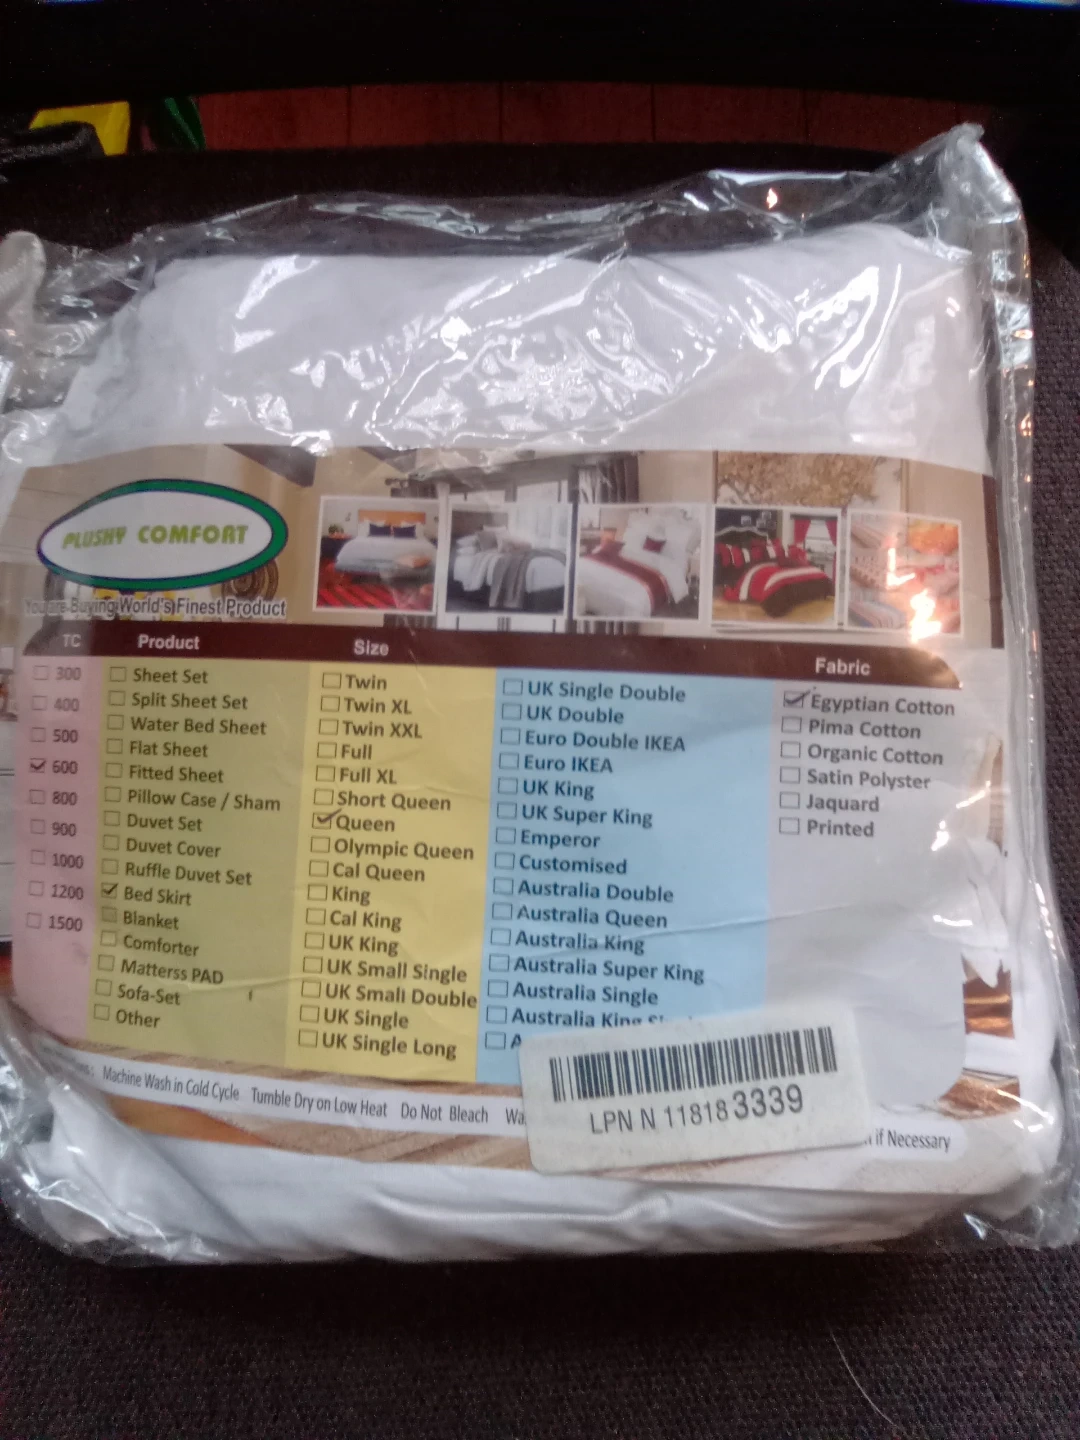 PLUSHY COMFORT
You are Buying World's Finest Product
TC
300
400
500
600
800
900
1000
1200
1500
Product
Sheet Set
Split Sheet Set
Water Bed Sheet
Flat Sheet
Fitted Sheet
Pillow Case / Sham
Duvet Set
Duvet Cover
Ruffle Duvet Set
Bed Skirt
Blanket
Comforter
Matterss PAD
Sofa-Set
Other
Size
Twin
Twin XL
Twin XXL
Full
Full XL
Short Queen
Queen
Olympic Queen
Cal Queen
King
Cal King
UK King
UK Small Single
UK Small Double
UK Single
UK Single Long
UK Single Double
UK Double
Euro Double IKEA
Euro IKEA
UK King
UK Super King
Emperor
Customised
Australia Double
Australia Queen
Australia King
Australia Super King
Australia Single
Australia King
Fabric
Egyptian Cotton
Pima Cotton
Organic Cotton
Satin Polyster
Jaquard
Printed
Machine Wash in Cold Cycle Tumble Dry on Low Heat Do Not Bleach if Necessary
LPN N 11818 3339